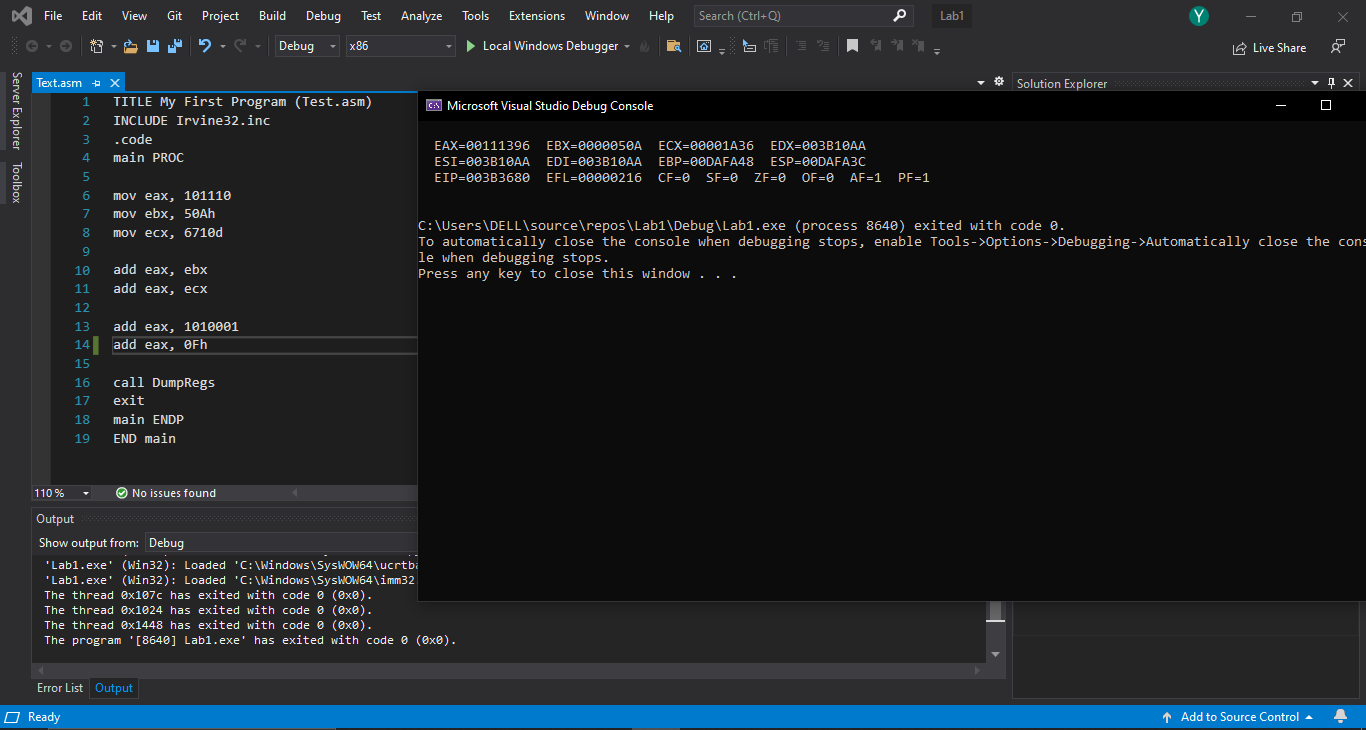 File Edit View Git Project Build Debug Test Analyze Tools Extensions Window Help Search (Ctrl+Q) Lab1 Y
Debug x86 Local Windows Debugger Live Share
Server Explorer
Toolbox
Text.asm
1 TITLE My First Program (Test.asm)
2 INCLUDE Irvine32.inc
3 .code
4 main PROC
5
6 mov eax, 101110
7 mov ebx, 50Ah
8 mov ecx, 6710d
9
10 add eax, ebx
11 add eax, ecx
12
13 add eax, 1010001
14 add eax, 0Fh
15
16 call DumpRegs
17 exit
18 main ENDP
19 END main
110 % No issues found
Solution Explorer
C:\ Microsoft Visual Studio Debug Console
EAX=00111396 EBX=0000050A ECX=00001A36 EDX=003B10AA
ESI=003B10AA EDI=003B10AA EBP=00DAFA48 ESP=00DAFA3C
EIP=003B3680 EFL=00000216 CF=0 SF=0 ZF=0 OF=0 AF=1 PF=1
C:\Users\DELL\source\repos\Lab1\Debug\Lab1.exe (process 8640) exited with code 0.
To automatically close the console when debugging stops, enable Tools->Options->Debugging->Automatically close the cons
le when debugging stops.
Press any key to close this window . . .
Output
Show output from: Debug
'Lab1.exe' (Win32): Loaded 'C:\Windows\SysWOW64\ucrtba
'Lab1.exe' (Win32): Loaded 'C:\Windows\SysWOW64\imm32
The thread 0x107c has exited with code 0 (0x0).
The thread 0x1024 has exited with code 0 (0x0).
The thread 0x1448 has exited with code 0 (0x0).
The program '[8640] Lab1.exe' has exited with code 0 (0x0).
Error List Output
Ready Add to Source Control